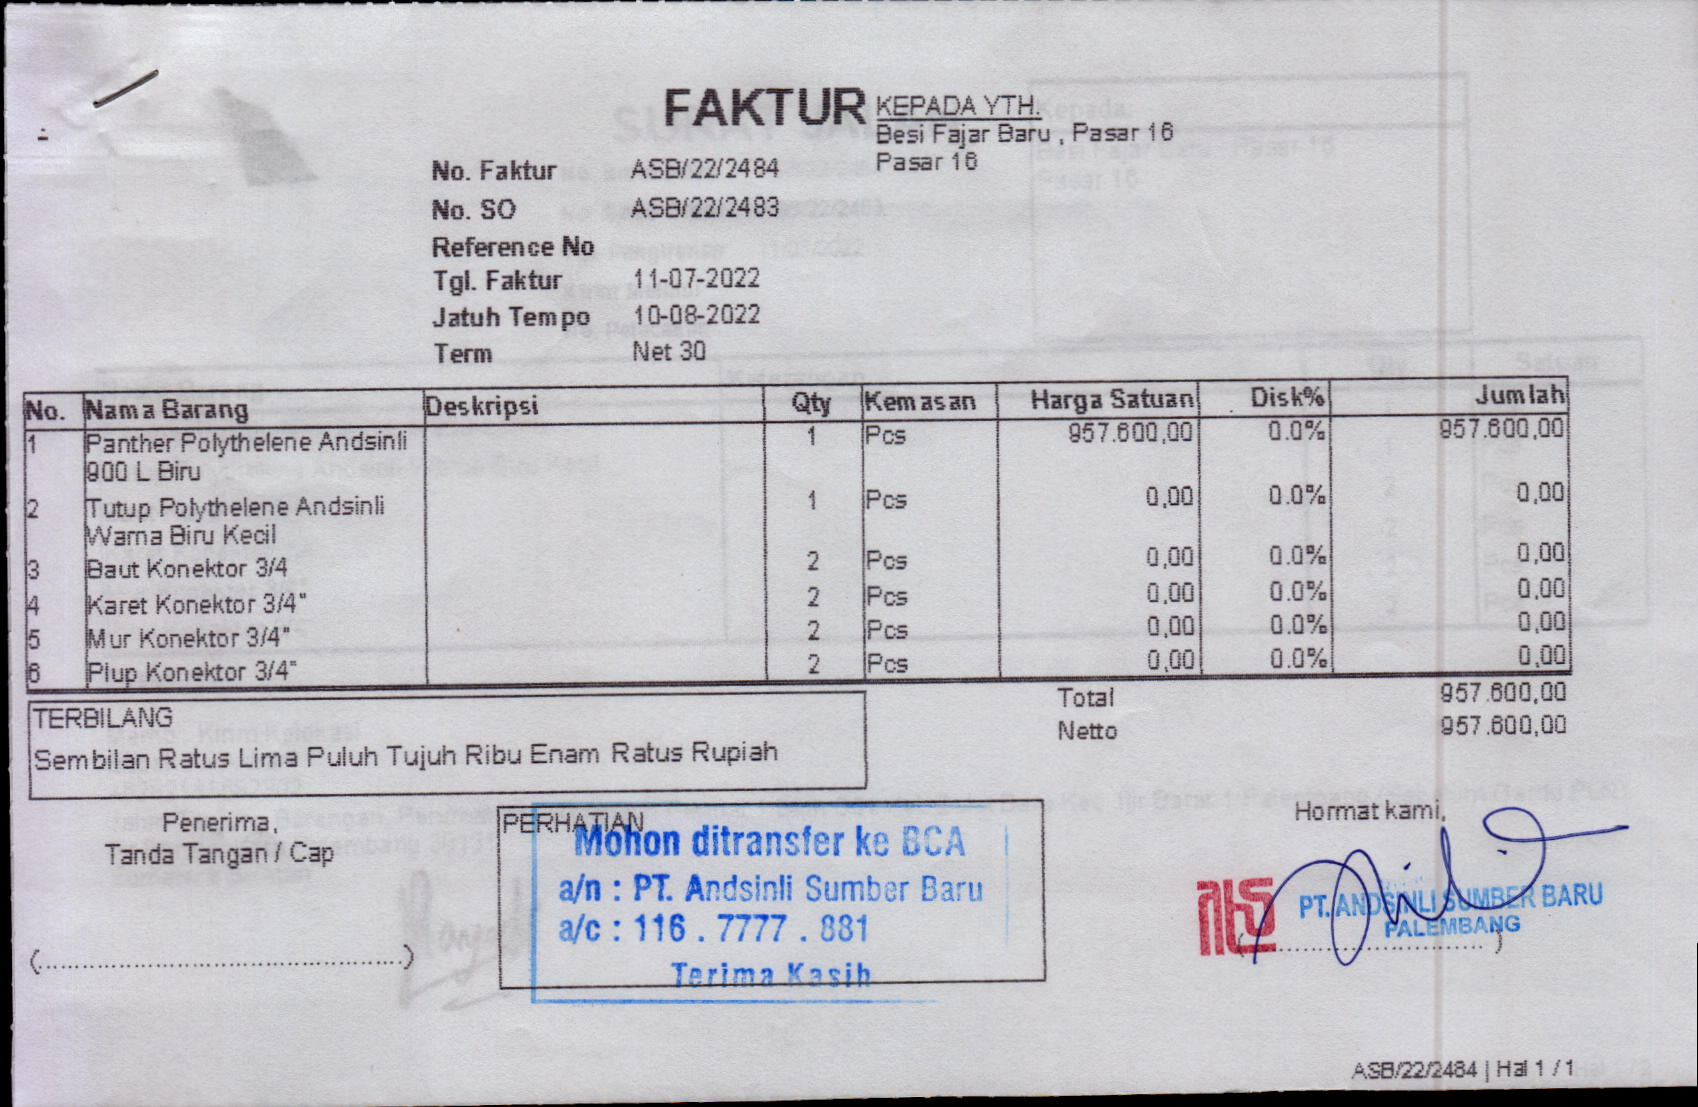 FAKTUR
KEPADA YTH.
Besi Fajar Baru , Pasar 16
Pasar 16
No. Faktur ASB/22/2484
No. SO ASB/22/2483
Reference No
Tgl. Faktur 11-07-2022
Jatuh Tempo 10-08-2022
Term Net 30
No. Nama Barang Deskripsi Qty Kemasan Harga Satuan Disk% Jumlah
1 Panther Polythelene Andsinli 1 Pcs 957.600,00 0.0% 957.600,00
900 L Biru
2 Tutup Polythelene Andsinli 1 Pcs 0,00 0.0% 0,00
Warna Biru Kecil
3 Baut Konektor 3/4 2 Pcs 0,00 0.0% 0,00
4 Karet Konektor 3/4" 2 Pcs 0,00 0.0% 0,00
5 Mur Konektor 3/4" 2 Pcs 0,00 0.0% 0,00
6 Plup Konektor 3/4" 2 Pcs 0,00 0.0% 0,00
Total 957.600,00
Netto 957.600,00
TERBILANG
Sembilan Ratus Lima Puluh Tujuh Ribu Enam Ratus Rupiah
Penerima,
Tanda Tangan / Cap
(..........................................)
PERHATIAN
Mohon ditransfer ke BCA
a/n : PT. Andsinli Sumber Baru
a/c : 116 . 7777 . 881
Terima Kasih
Hormat kami,
PT. ANDSINLI SUMBER BARU
PALEMBANG
(..............................)
ASB/22/2484 | Hal 1 / 1